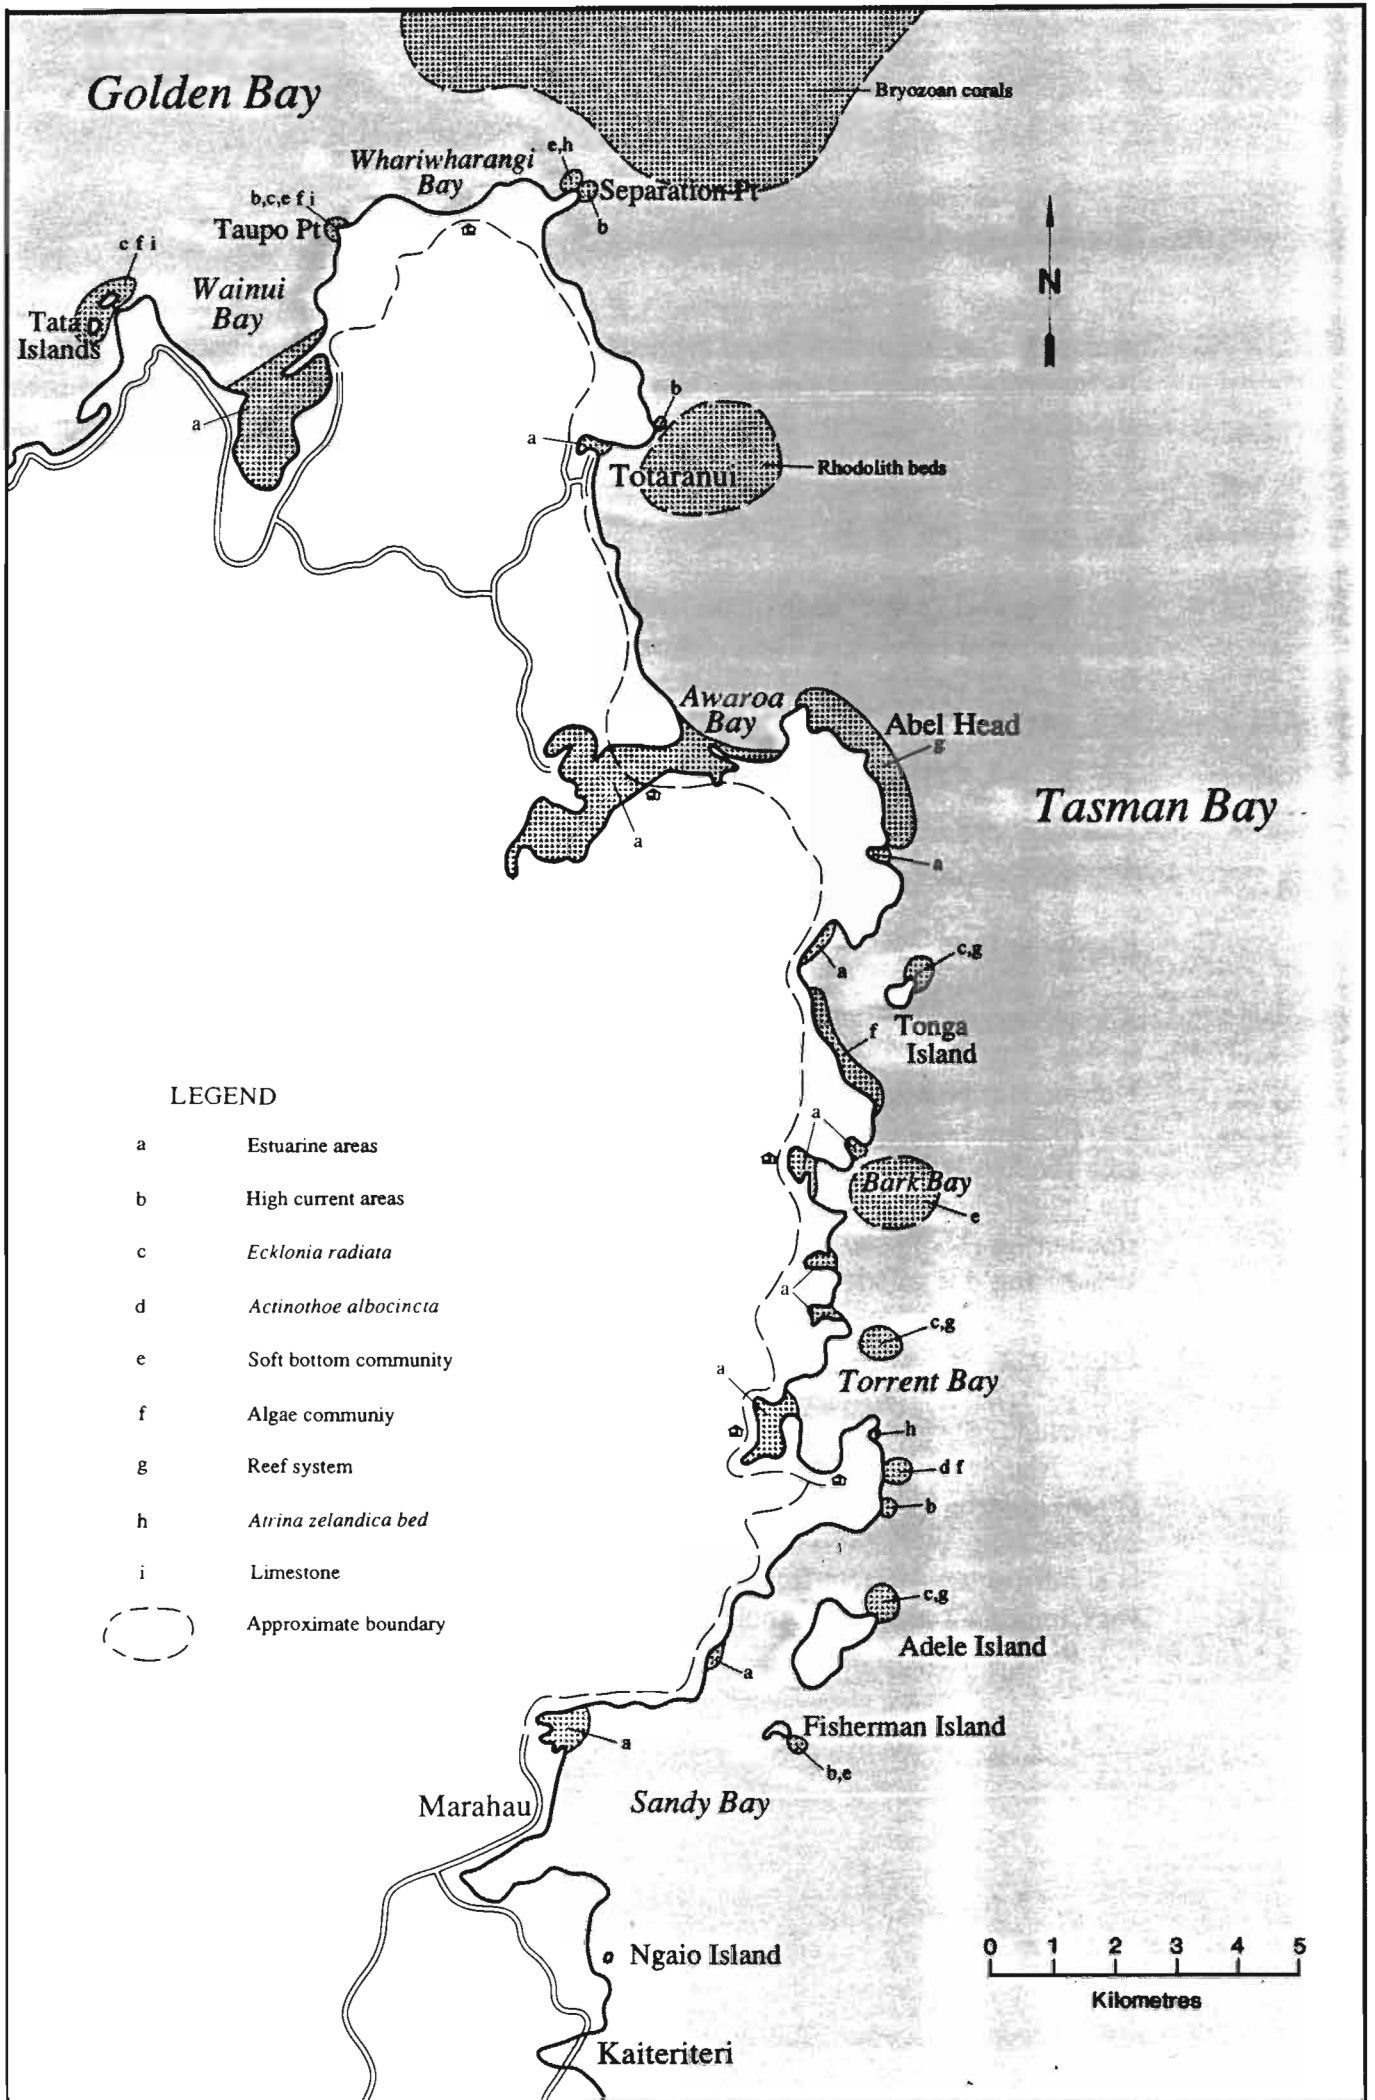 Golden Bay
Bryozoan corals
Whariwharangi
Bay
e,h
Separation Pt
b
b,c,e f i
Taupo Pt
c f i
Wainui
Bay
Tata
Islands
a
b
a
Totaranui
Rhodolith beds
N
Awaroa
Bay
Abel Head
g
Tasman Bay
a
a
a
c,g
Tonga
Island
f
a
Bark Bay
e
a
c,g
Torrent Bay
a
h
d f
b
c,g
Adele Island
a
Fisherman Island
b,e
a
Marahau
Sandy Bay
Ngaio Island
Kaiteriteri
LEGEND
a Estuarine areas
b High current areas
c Ecklonia radiata
d Actinothoe albocincta
e Soft bottom community
f Algae communiy
g Reef system
h Atrina zelandica bed
i Limestone
Approximate boundary
0 1 2 3 4 5
Kilometres